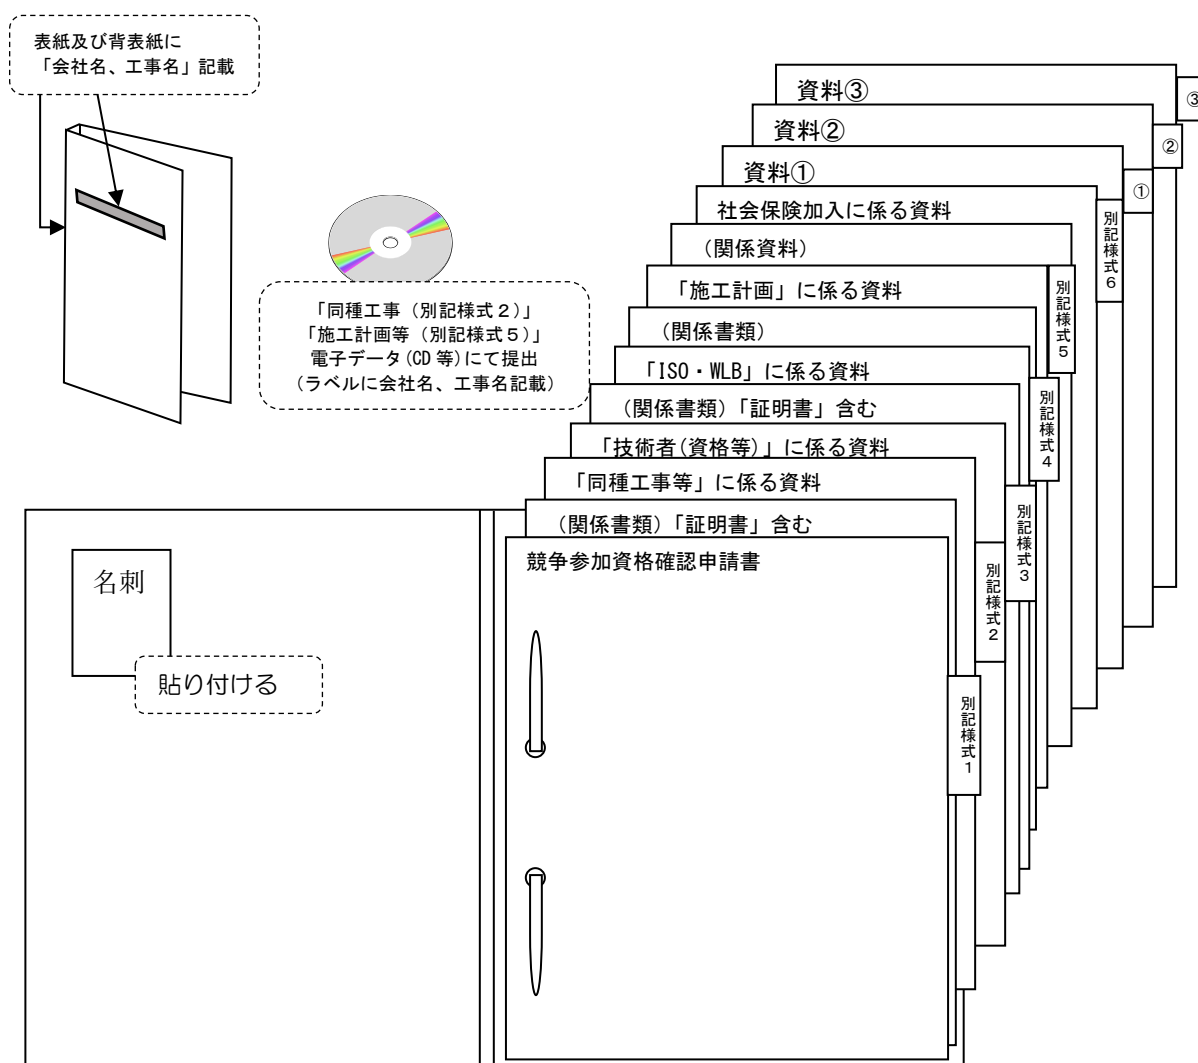 表紙及び背表紙に
「会社名、工事名」記載
「同種工事（別記様式２）」
「施工計画等（別記様式５）」
電子データ(CD 等)にて提出
（ラベルに会社名、工事名記載）
資料③
③
資料②
②
資料①
①
社会保険加入に係る資料
別記様式６
（関係資料）
「施工計画」に係る資料
別記様式５
（関係書類）
「ISO・WLB」に係る資料
別記様式４
（関係書類）「証明書」含む
「技術者(資格等)」に係る資料
別記様式３
「同種工事等」に係る資料
別記様式２
（関係書類）「証明書」含む
競争参加資格確認申請書
別記様式１
名刺
貼り付ける